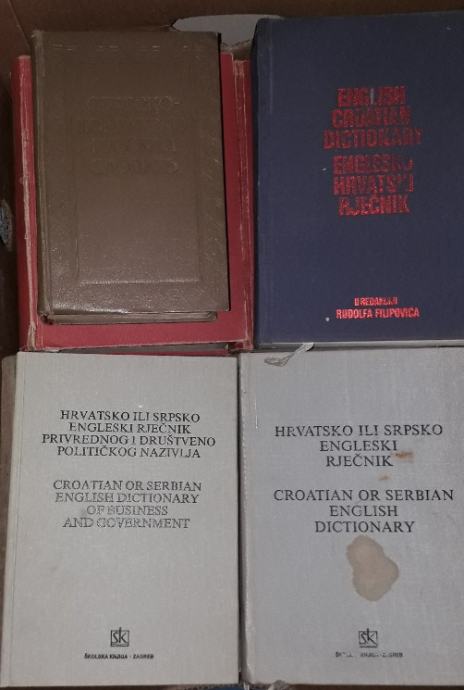 ENGLISH
CROATIAN
DICTIONARY
ENGLESKO
HRVATSKI
RJEČNIK
U REDAKCIJI
RUDOLFA FILIPOVIĆA
HRVATSKO ILI SRPSKO
ENGLESKI RJEČNIK
PRIVREDNOG I DRUŠTVENO
POLITIČKOG NAZIVLJA
CROATIAN OR SERBIAN
ENGLISH DICTIONARY
OF BUSINESS
AND GOVERNMENT
šk
ŠKOLSKA KNJIGA - ZAGREB
HRVATSKO ILI SRPSKO
ENGLESKI
RJEČNIK
CROATIAN OR SERBIAN
ENGLISH
DICTIONARY
šk
KNJIGA - ZAGREB